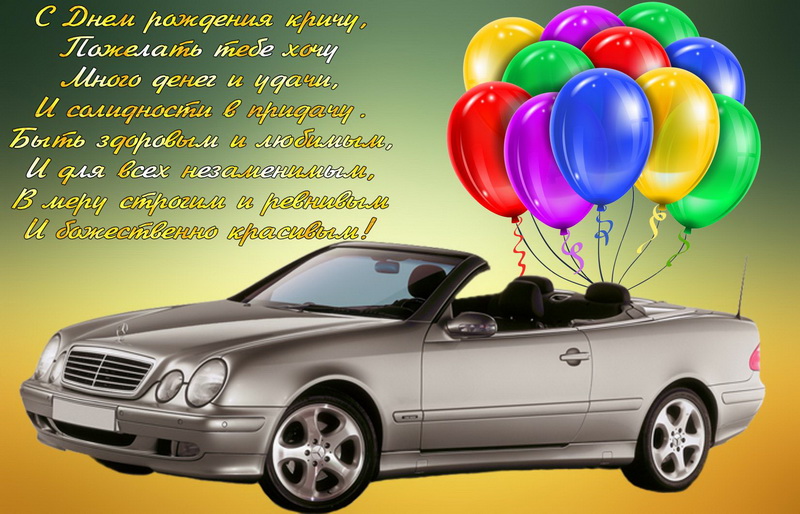 С Днем рождения кричу,
Пожелать тебе хочу
Много денег и удачи,
И солидности в придачу.
Быть здоровым и любимым,
И для всех незаменимым,
В меру строгим и ревнивым
И божественно красивым!